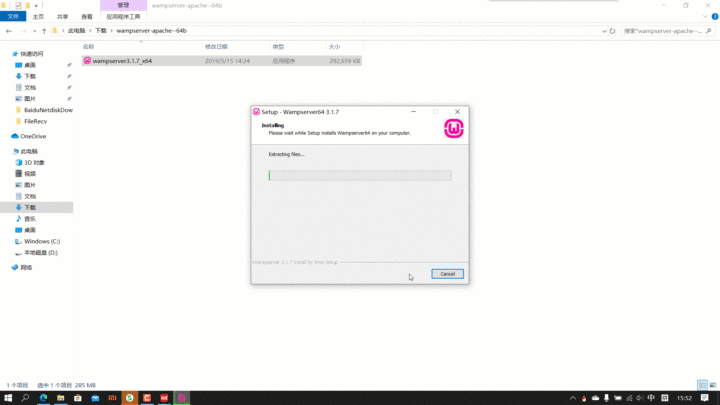 管理
wampserver-apache--64b
文件
主页
共享
查看
应用程序工具
此电脑
下载
wampserver-apache--64b
搜索"wampserver-apache--...
名称
修改日期
类型
大小
wampserver3.1.7_x64
2019/5/15 14:24
应用程序
292,659 KB
快速访问
桌面
下载
文档
图片
BaiduNetdiskDow
FileRecv
OneDrive
此电脑
3D 对象
视频
图片
文档
下载
音乐
桌面
Windows (C:)
本地磁盘 (D:)
网络
Setup - Wampserver64 3.1.7
Installing
Please wait while Setup installs Wampserver64 on your computer.
Extracting files...
Wampserver 3.1.7 install by Inno Setup
Cancel
1 个项目
选中 1 个项目
285 MB
中
15:52